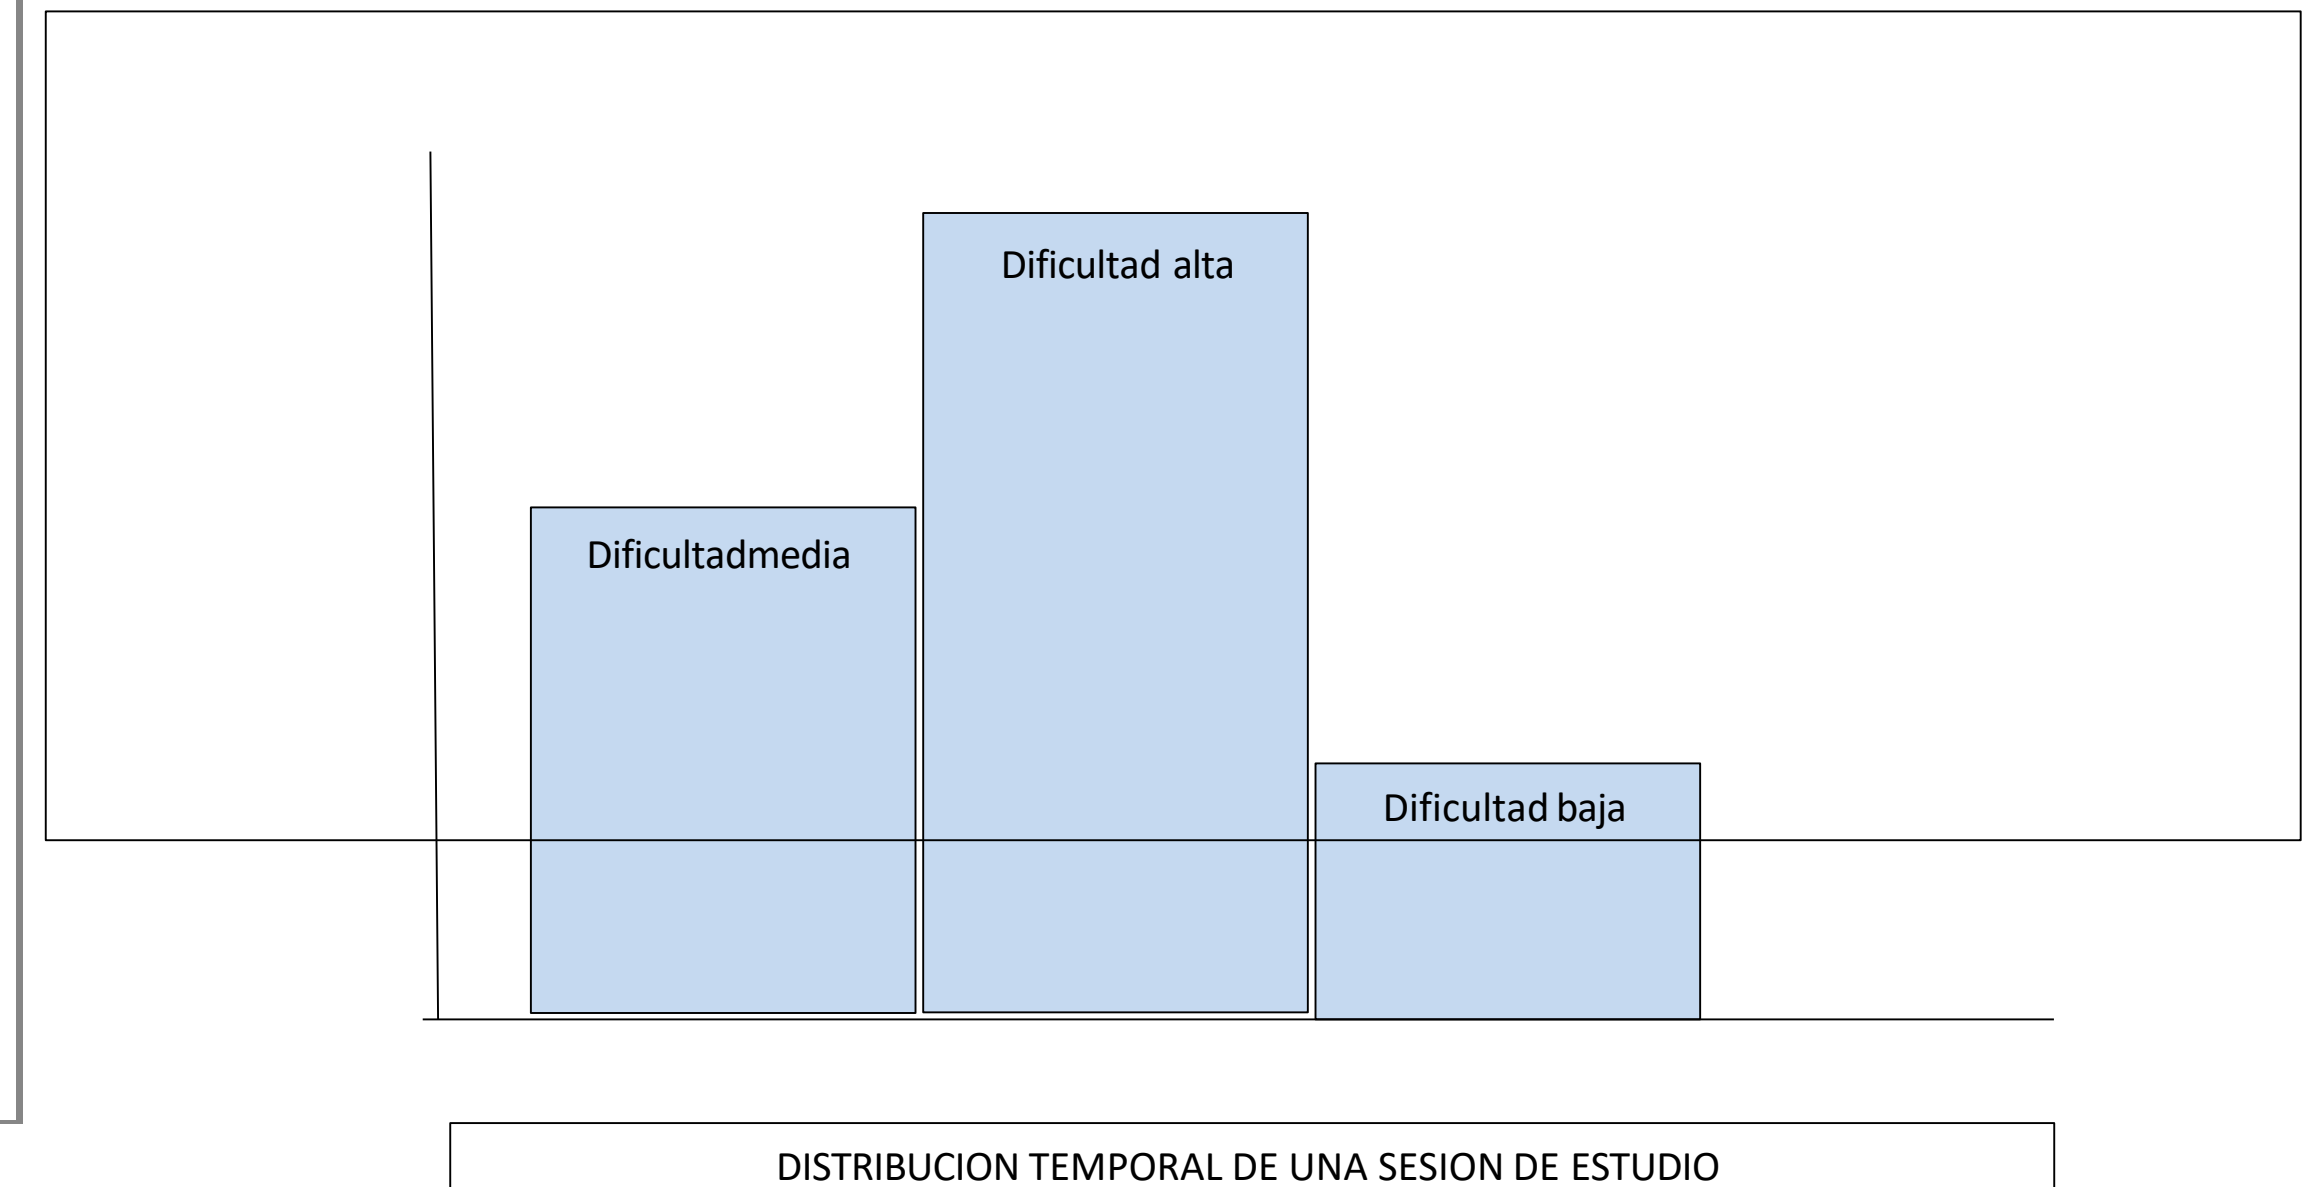 Dificultad alta
Dificultadmedia
Dificultad baja
DISTRIBUCION TEMPORAL DE UNA SESION DE ESTUDIO